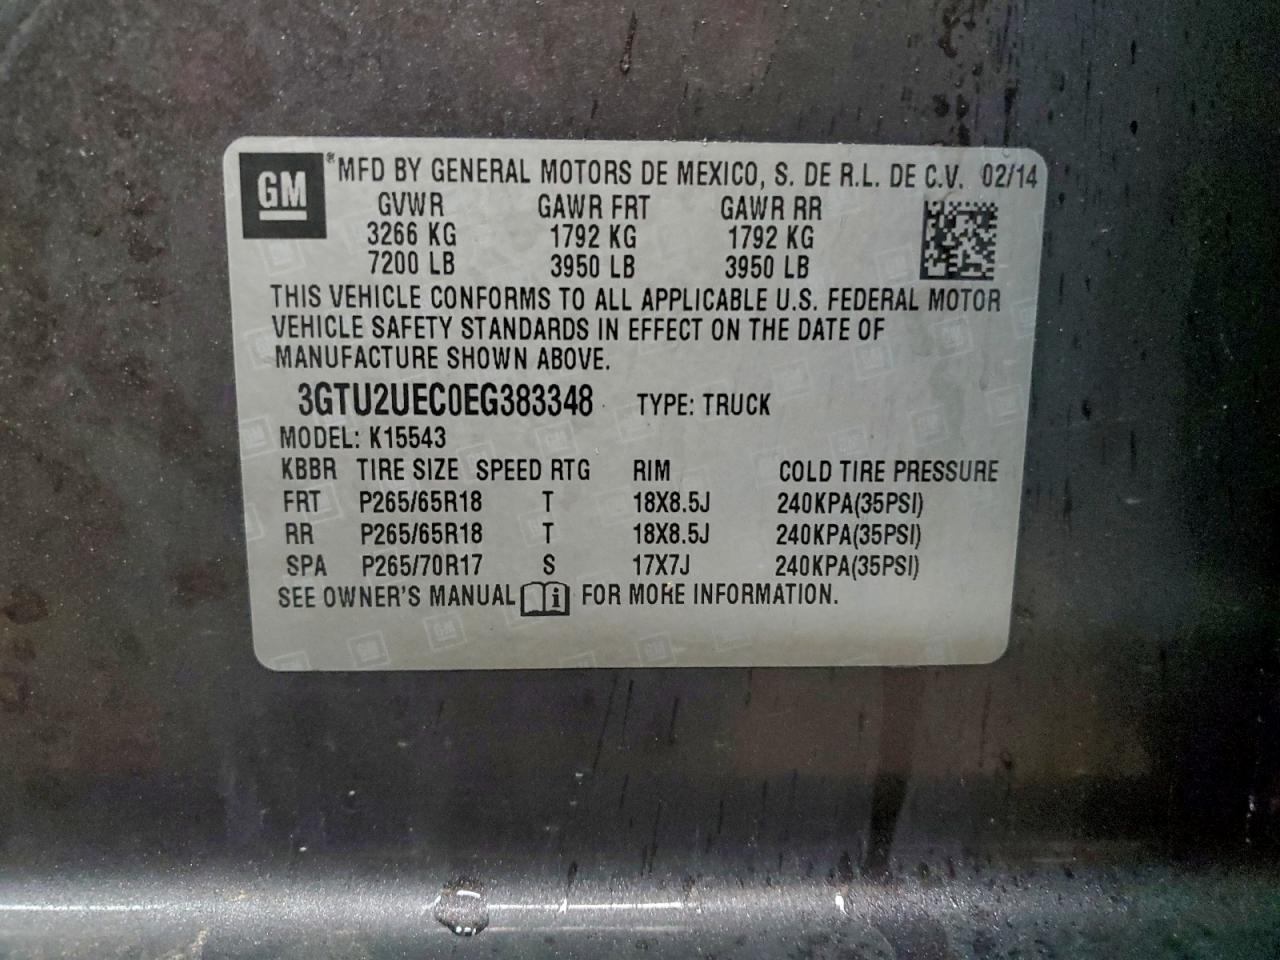 GM ® MFD BY GENERAL MOTORS DE MEXICO, S. DE R.L. DE C.V. 02/14
GVWR GAWR FRT GAWR RR
3266 KG 1792 KG 1792 KG
7200 LB 3950 LB 3950 LB
THIS VEHICLE CONFORMS TO ALL APPLICABLE U.S. FEDERAL MOTOR
VEHICLE SAFETY STANDARDS IN EFFECT ON THE DATE OF
MANUFACTURE SHOWN ABOVE.
3GTU2UEC0EG383348 TYPE: TRUCK
MODEL: K15543
KBBR TIRE SIZE SPEED RTG RIM COLD TIRE PRESSURE
FRT P265/65R18 T 18X8.5J 240KPA(35PSI)
RR P265/65R18 T 18X8.5J 240KPA(35PSI)
SPA P265/70R17 S 17X7J 240KPA(35PSI)
SEE OWNER'S MANUAL i FOR MORE INFORMATION.